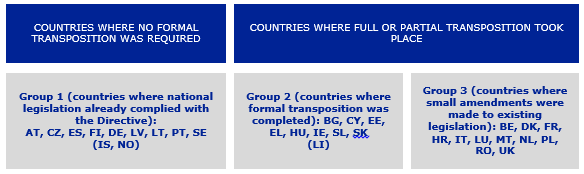 COUNTRIES WHERE NO FORMAL
TRANSPOSITION WAS REQUIRED
COUNTRIES WHERE FULL OR PARTIAL TRANSPOSITION TOOK
PLACE
Group 1 (countries where national
legislation already complied with
the Directive):
AT, CZ, ES, FI, DE, LV, LT, PT, SE
(IS, NO)
Group 2 (countries where
formal transposition was
completed): BG, CY, EE,
EL, HU, IE, SL, SK
(LI)
Group 3 (countries where
small amendments were
made to existing
legislation): BE, DK, FR,
HR, IT, LU, MT, NL, PL,
RO, UK